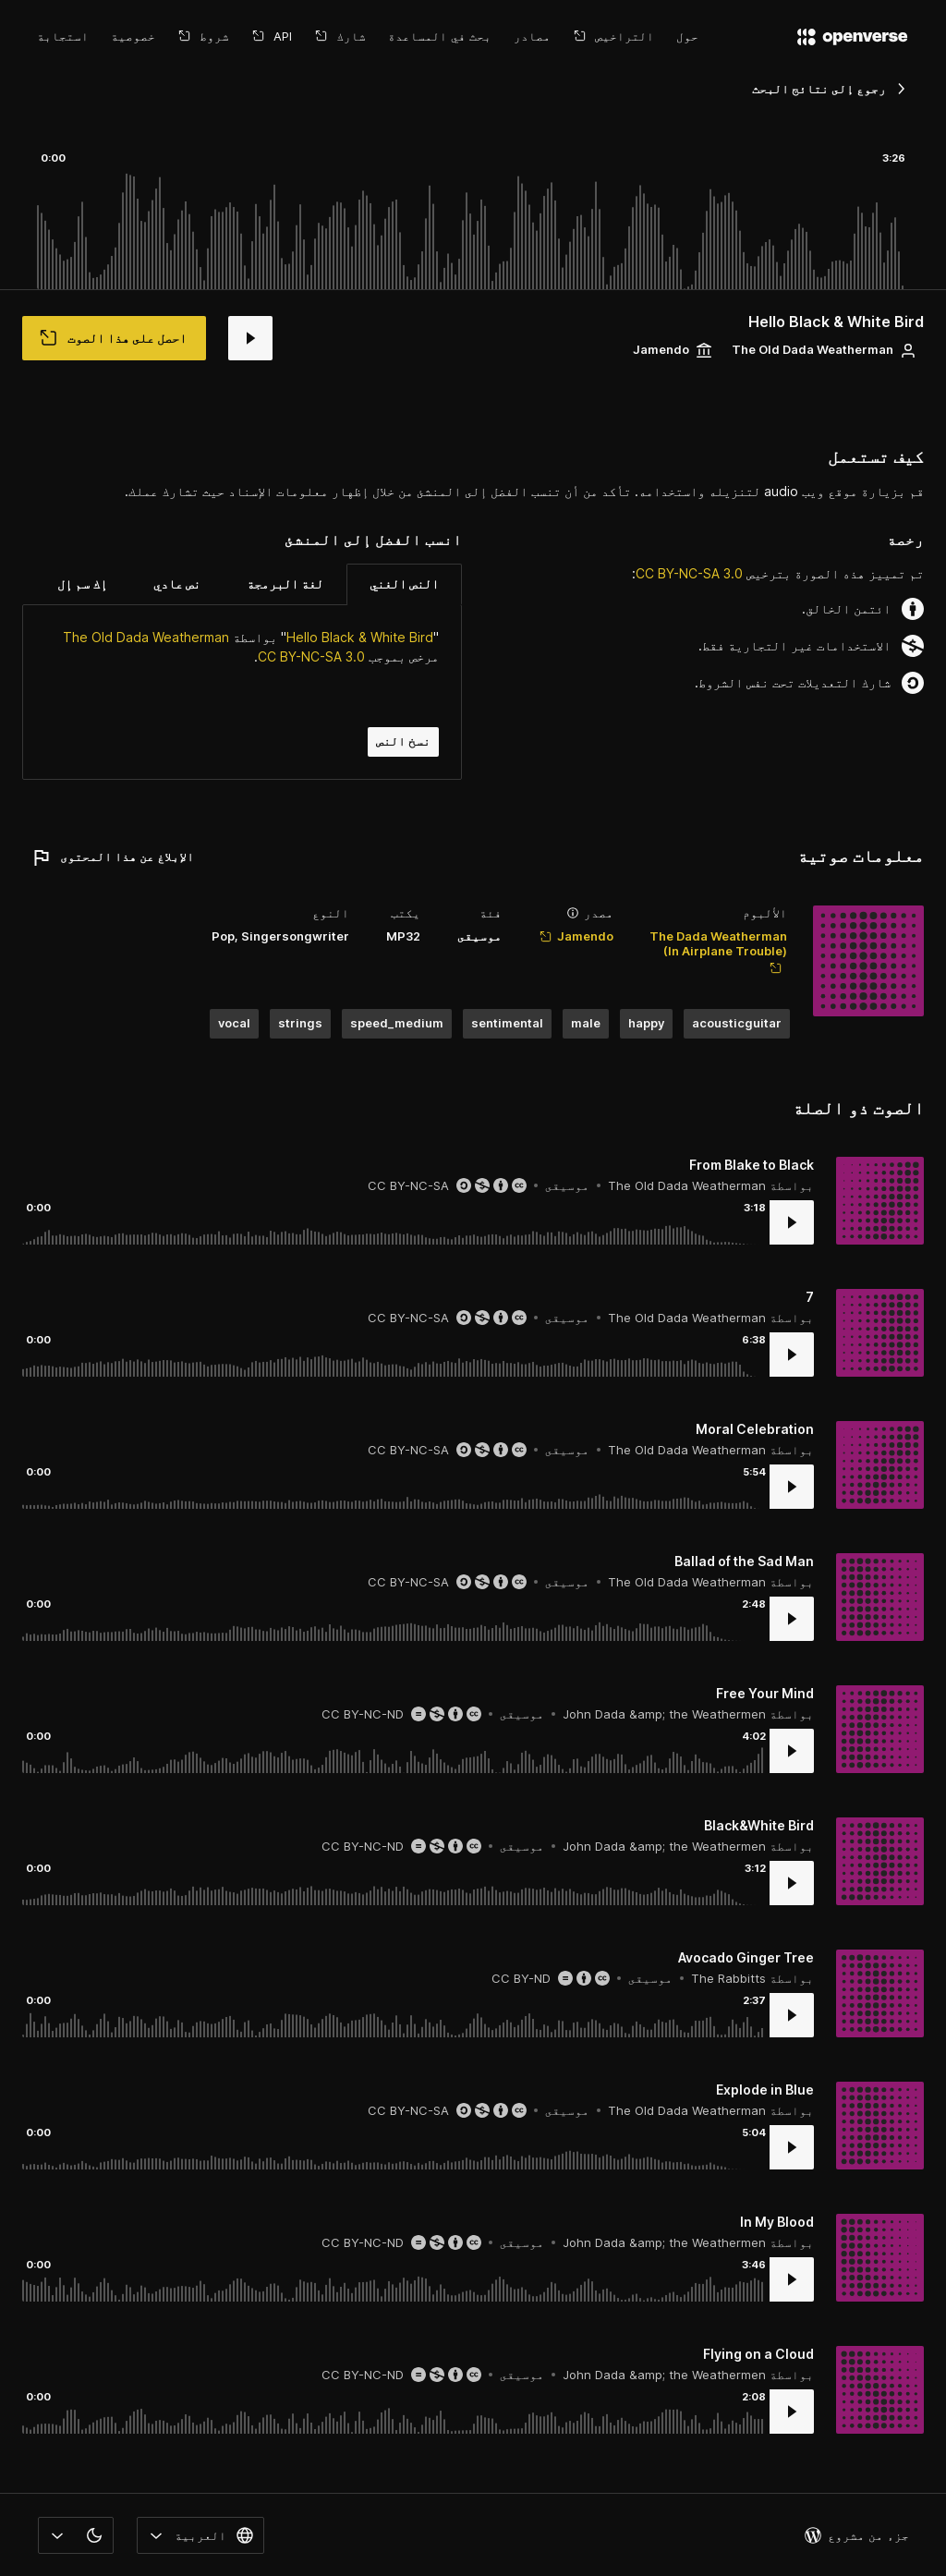 openverse
حول
التراخيص
مصادر
بحث في المساعدة
شارك
API
شروط
خصوصية
استجابة
رجوع إلى نتائج البحث
3:26
0:00
Hello Black & White Bird
The Old Dada Weatherman
Jamendo
احصل على هذا الصوت
كيف تستعمل
قم بزيارة موقع ويب audio لتنزيله واستخدامه. تأكد من أن تنسب الفضل إلى المنشئ من خلال إظهار معلومات الإسناد حيث تشارك عملك.
رخصة
تم تمييز هذه الصورة بترخيص CC BY-NC-SA 3.0:
ائتمن الخالق.
الاستخدامات غير التجارية فقط.
شارك التعديلات تحت نفس الشروط.
انسب الفضل إلى المنشئ
النص الغني
لغة البرمجة
نص عادي
إكسم إل
"Hello Black & White Bird" بواسطة The Old Dada Weatherman
مرخص بموجب CC BY-NC-SA 3.0.
نسخ النص
معلومات صوتية
الإبلاغ عن هذا المحتوى
الألبوم
The Dada Weatherman
(In Airplane Trouble)
مصدر
Jamendo
فئة
موسيقى
يكتب
MP32
النوع
Pop, Singersongwriter
acousticguitar
happy
male
sentimental
speed_medium
strings
vocal
الصوت ذو الصلة
From Blake to Black
بواسطة The Old Dada Weatherman • موسيقى • CC BY-NC-SA
3:18
0:00
7
بواسطة The Old Dada Weatherman • موسيقى • CC BY-NC-SA
6:38
0:00
Moral Celebration
بواسطة The Old Dada Weatherman • موسيقى • CC BY-NC-SA
5:54
0:00
Ballad of the Sad Man
بواسطة The Old Dada Weatherman • موسيقى • CC BY-NC-SA
2:48
0:00
Free Your Mind
بواسطة John Dada &amp; the Weathermen • موسيقى • CC BY-NC-ND
4:02
0:00
Black&White Bird
بواسطة John Dada &amp; the Weathermen • موسيقى • CC BY-NC-ND
3:12
0:00
Avocado Ginger Tree
بواسطة The Rabbitts • موسيقى • CC BY-ND
2:37
0:00
Explode in Blue
بواسطة The Old Dada Weatherman • موسيقى • CC BY-NC-SA
5:04
0:00
In My Blood
بواسطة John Dada &amp; the Weathermen • موسيقى • CC BY-NC-ND
3:46
0:00
Flying on a Cloud
بواسطة John Dada &amp; the Weathermen • موسيقى • CC BY-NC-ND
2:08
0:00
جزء من مشروع
العربية